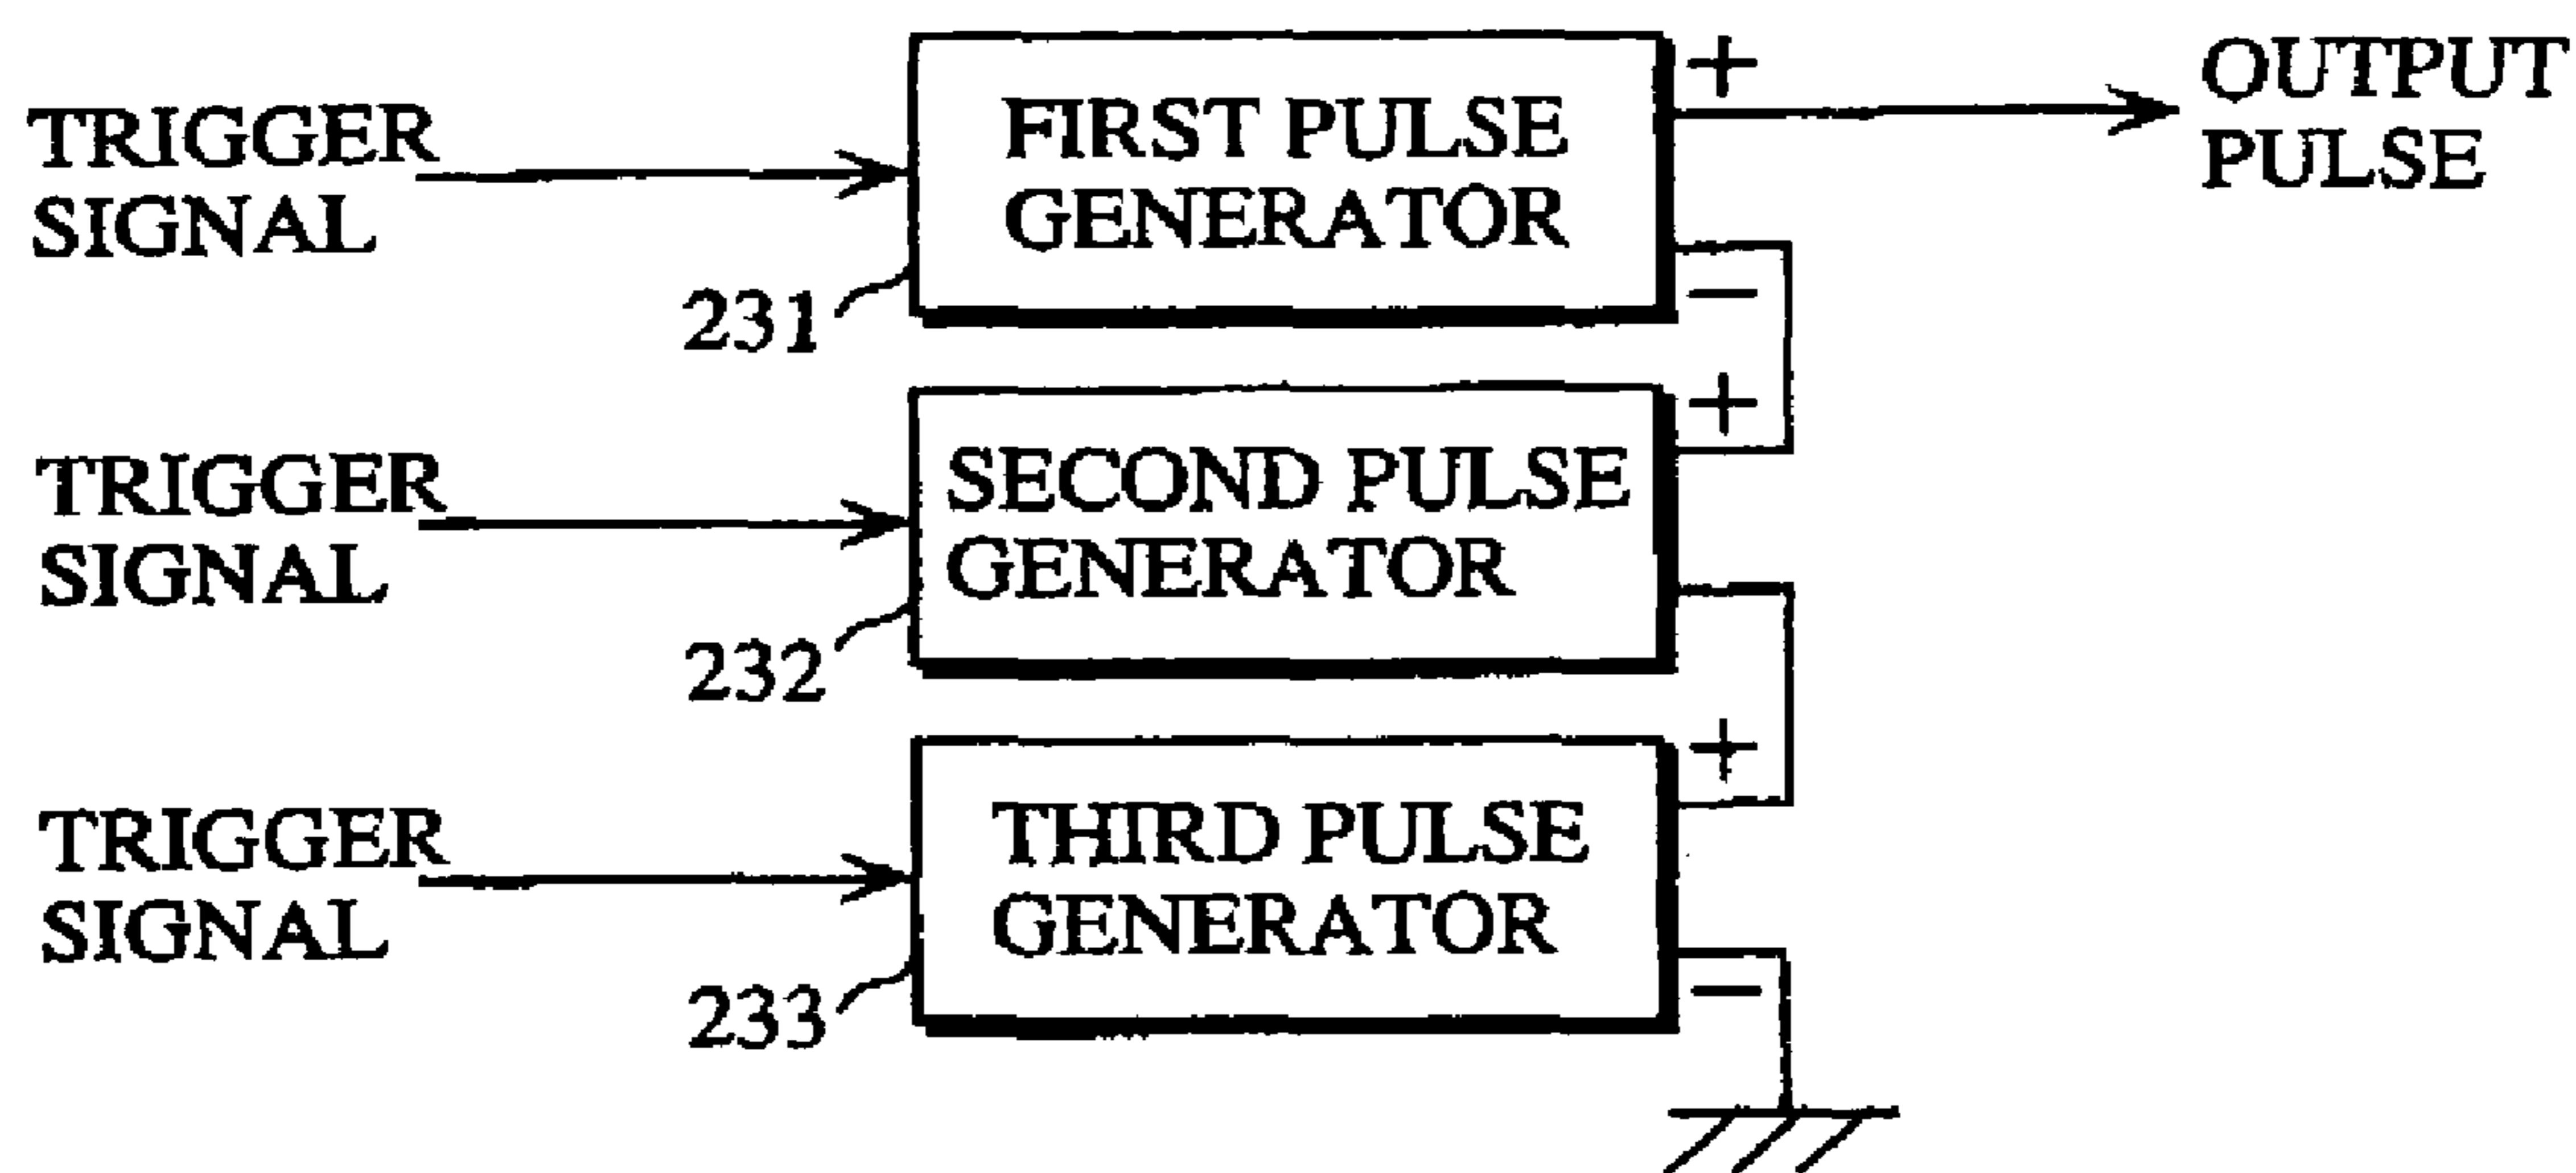 TRIGGER
SIGNAL
231
FIRST PULSE
GENERATOR
+
−
OUTPUT
PULSE
TRIGGER
SIGNAL
232
SECOND PULSE
GENERATOR
+
TRIGGER
SIGNAL
233
THIRD PULSE
GENERATOR
+
−